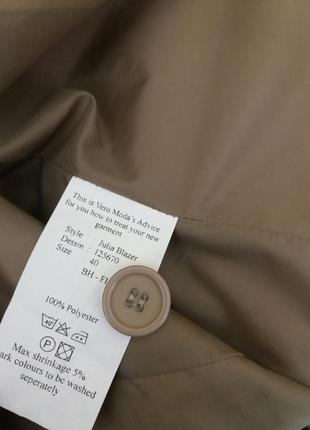 This is Vero Moda's Advice
for you how to treat your new
garment
Style : Julia Blazer
Dessin : 125670
Size : 40
BH - FI
100% Polyester
40°
P
Max shrinkage 5%
ark colours to be washed
seperately